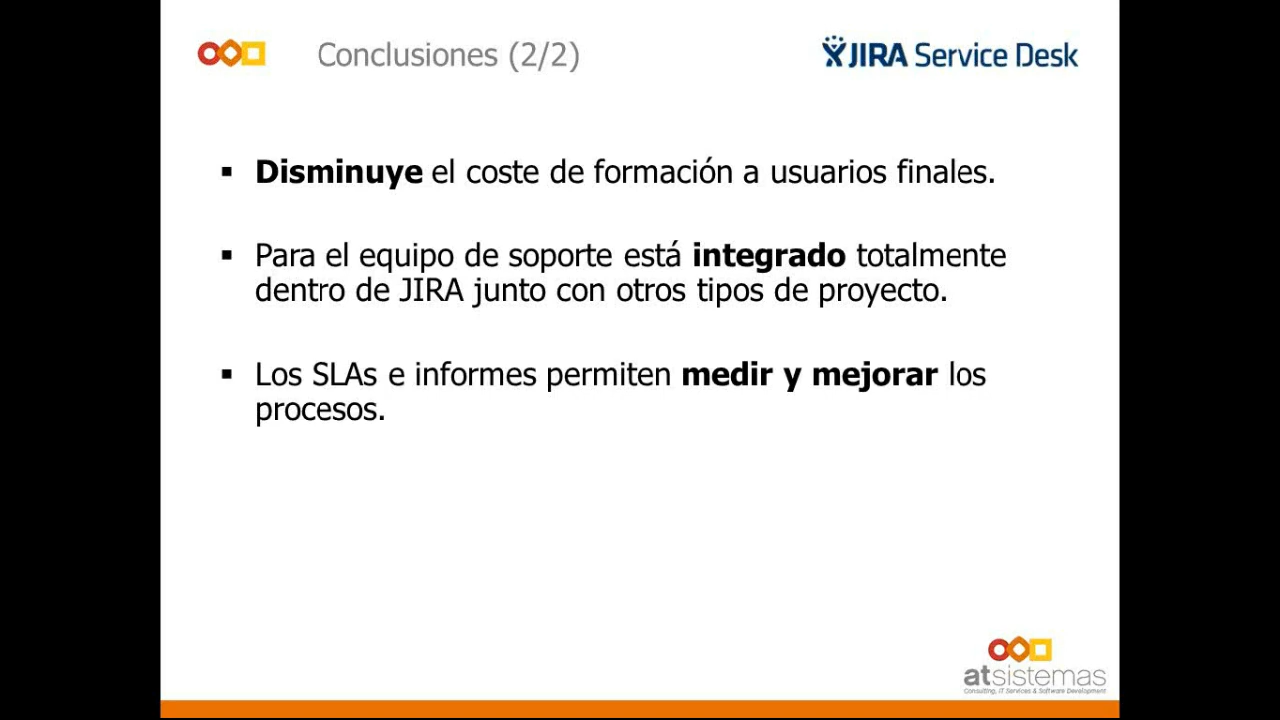 Conclusiones (2/2)
JIRA Service Desk
▪ Disminuye el coste de formación a usuarios finales.
▪ Para el equipo de soporte está integrado totalmente
dentro de JIRA junto con otros tipos de proyecto.
▪ Los SLAs e informes permiten medir y mejorar los
procesos.
atsistemas
Consulting, IT Services & Software Development